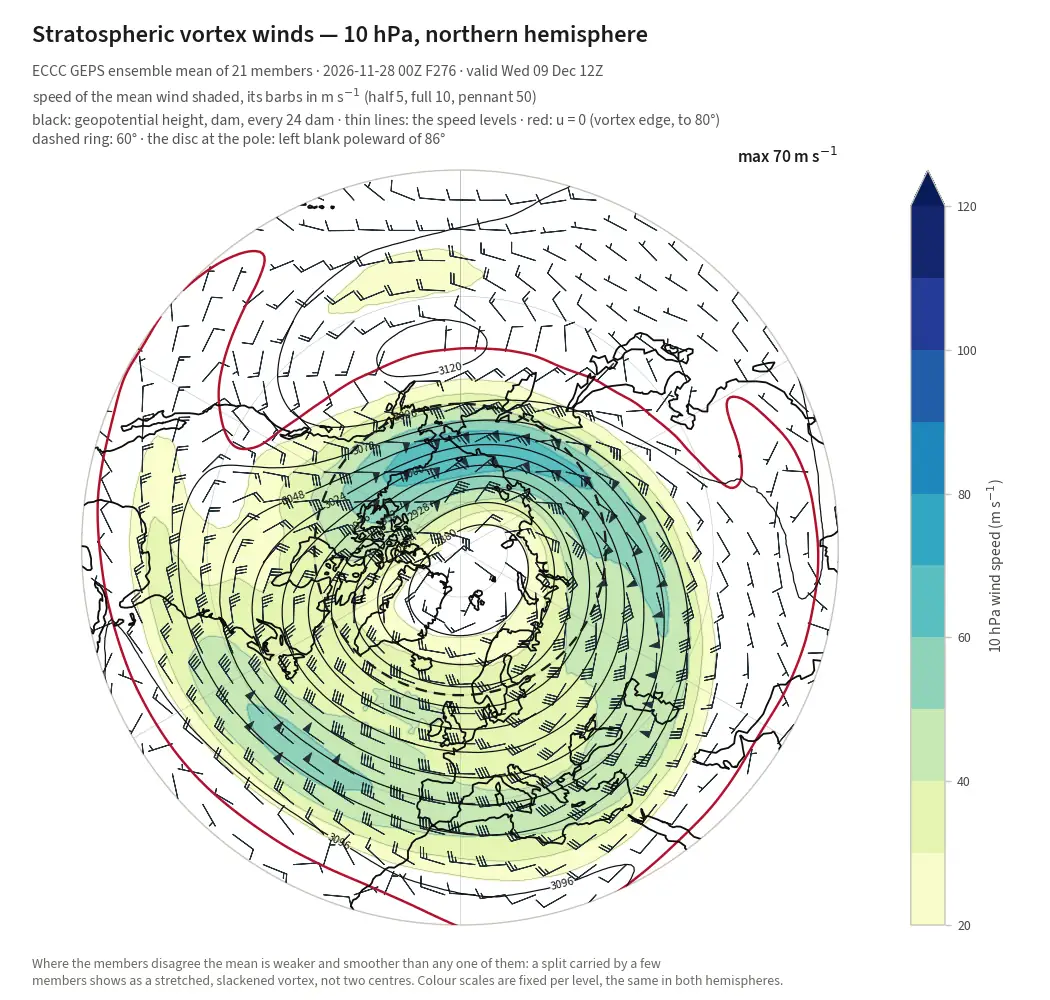 Stratospheric vortex winds — 10 hPa, northern hemisphere
ECCC GEPS ensemble mean of 21 members · 2026-11-28 00Z F276 · valid Wed 09 Dec 12Z
speed of the mean wind shaded, its barbs in m s⁻¹ (half 5, full 10, pennant 50)
black: geopotential height, dam, every 24 dam · thin lines: the speed levels · red: u = 0 (vortex edge, to 80°)
dashed ring: 60° · the disc at the pole: left blank poleward of 86°
max 70 m s⁻¹
120
100
80
60
40
20
10 hPa wind speed (m s⁻¹)
3120
3048
3024
2928
3096
3096
Where the members disagree the mean is weaker and smoother than any one of them: a split carried by a few
members shows as a stretched, slackened vortex, not two centres. Colour scales are fixed per level, the same in both hemispheres.